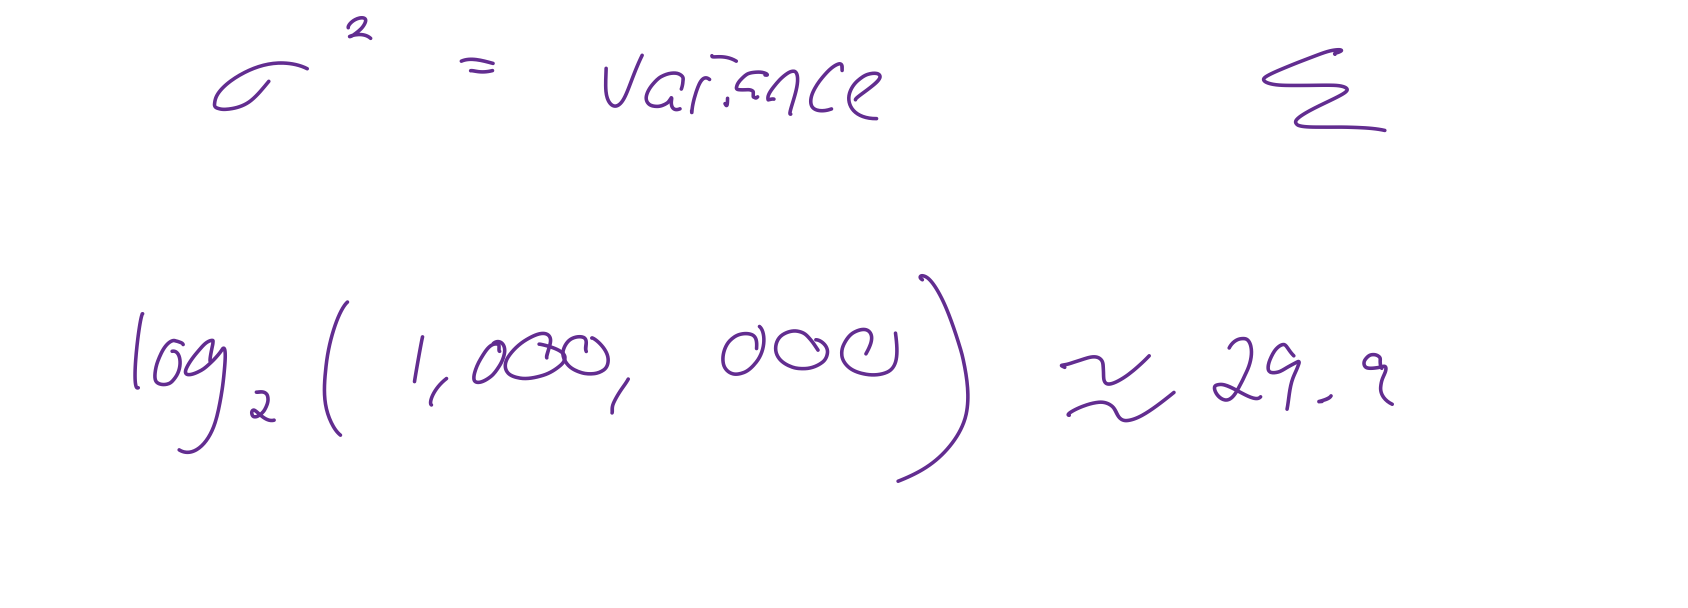 σ² = variance Σ
log₂(1,000,000) ≈ 29.9